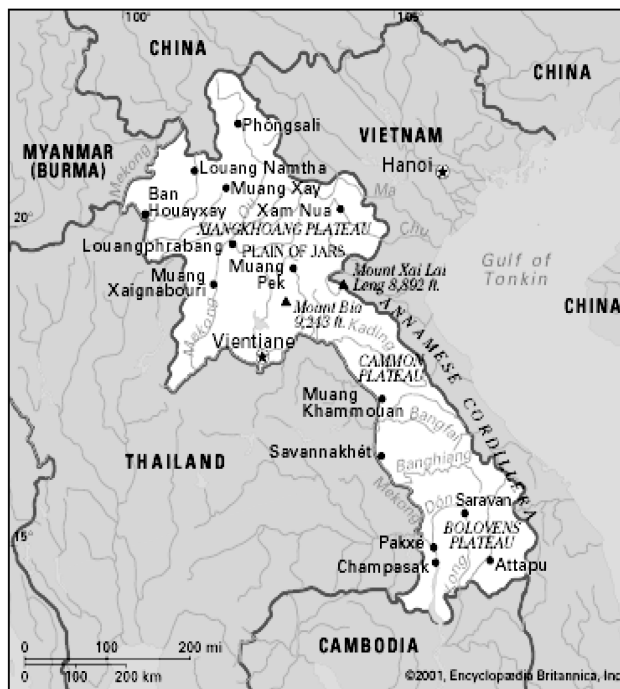 100°
105°
CHINA
CHINA
Phôngsali
VIETNAM
MYANMAR
(BURMA)
Mekong
Louang Namtha
Hanoi
Ban
Houayxay
Muang Xay
Ou
Ma
20°
Xam Nua
XIANGKHOANG PLATEAU
Chu
Louangphrabang
PLAIN OF JARS
Gulf of
Tonkin
Muang
Xaignabouri
Muang
Pek
Mount Xai Lai
Leng 8,892 ft.
CHINA
Mount Bia
9,243 ft.
Mekong
Kading
ANNAMESE CORDILLERA
Vientiane
CAMMON
PLATEAU
Muang
Khammouan
Bangfai
THAILAND
Savannakhét
Banghiang
Mekong
Dôn
Saravan
15°
BOLOVENS
PLATEAU
Pakxé
Champasak
Kong
Attapu
0 100 200 mi
0 100 200 km
CAMBODIA
©2001, Encyclopædia Britannica, Inc.